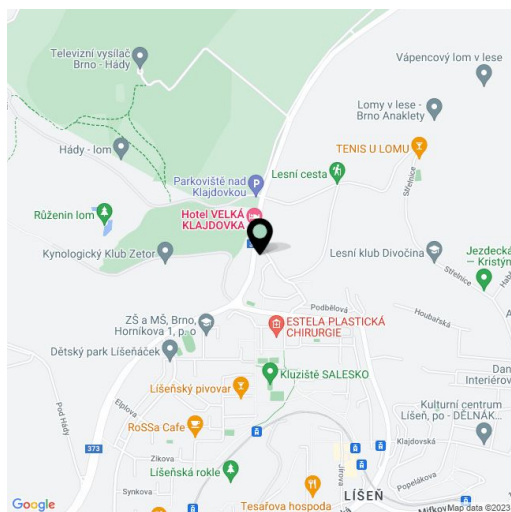 Televizní vysílač
Brno - Hády
Vápencový lom v lese
Lomy v lese -
Brno Anaklety
Hády - lom
TENIS U LOMU
Lesní cesta
Parkoviště nad
Klajdovkou
P
Střelnice
Růženin lom
Hotel VELKÁ
KLAJDOVKA
Kynologický Klub Zetor
Lesní klub Divočina
Jezdecká
– Kristýn
Střelnice
Podbělová
Houbařská
ZŠ a MŠ, Brno,
Horníkova 1, p. o
ESTELA PLASTICKÁ
CHIRURGIE
Dětský park Líšeňáček
Dan
Interiérov
Líšeňský pivovar
Kluziště SALESKO
Elplova
Pod Hády
Kulturní centrum
Líšeň, po - DĚLNÁK...
RoSSa Cafe
373
Klajdovská
Zikova
Líšeňská rokle
Jírova
Popelákova
Synkova
LÍŠEŇ
Tesařova hospoda
Mifkov
Google
Map data ©2023